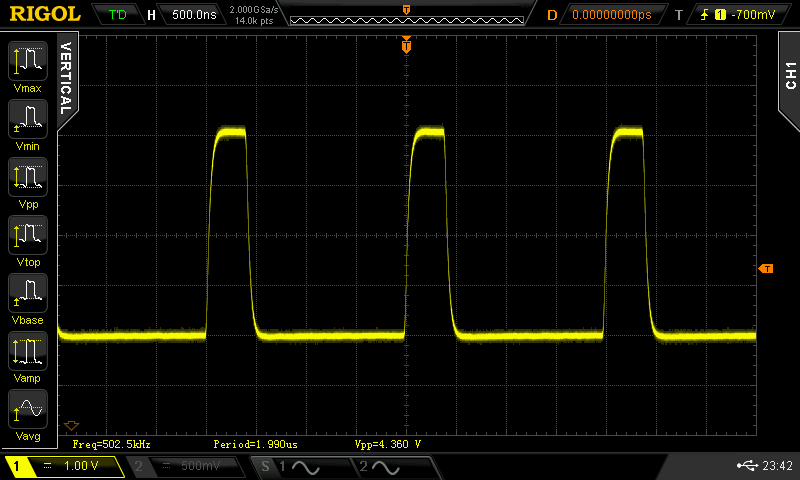 RIGOL T'D H 500.0ns 2.000GSa/s 14.0k pts T D 0.00000000ps T 1 -700mV
T
VERTICAL
CH1
Vmax
Vmin
Vpp
Vtop
T
Vbase
Vamp
Vavg
Freq=502.5kHz Period=1.990us Vpp=4.360 V
1 1.00 V 2 500mV S 1 2 23:42